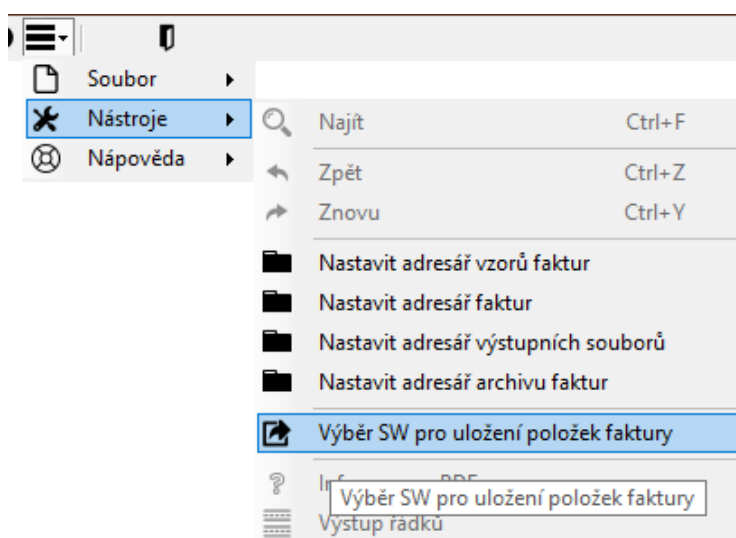 Soubor
Nástroje
Nápověda
Najít Ctrl+F
Zpět Ctrl+Z
Znovu Ctrl+Y
Nastavit adresář vzorů faktur
Nastavit adresář faktur
Nastavit adresář výstupních souborů
Nastavit adresář archivu faktur
Výběr SW pro uložení položek faktury
Výběr SW pro uložení položek faktury
Výstup řádků